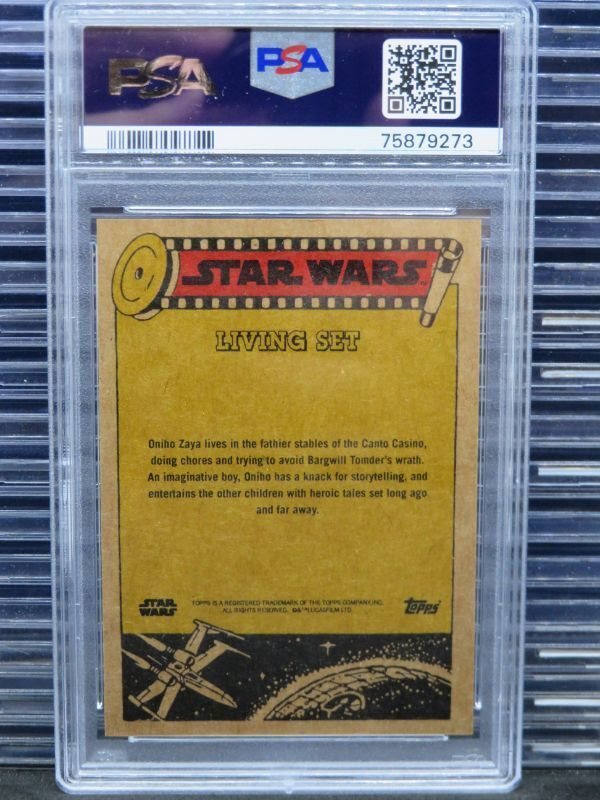 PSA
PSA
75879273
STAR WARS
LIVING SET
Oniho Zaya lives in the fathier stables of the Canto Casino,
doing chores and trying to avoid Bargwill Tomder's wrath.
An imaginative boy, Oniho has a knack for storytelling, and
entertains the other children with heroic tales set long ago
and far away.
STAR WARS
TOPPS IS A REGISTERED TRADEMARK OF THE TOPPS COMPANY, INC.
ALL RIGHTS RESERVED. ©&™ LUCASFILM LTD.
Topps